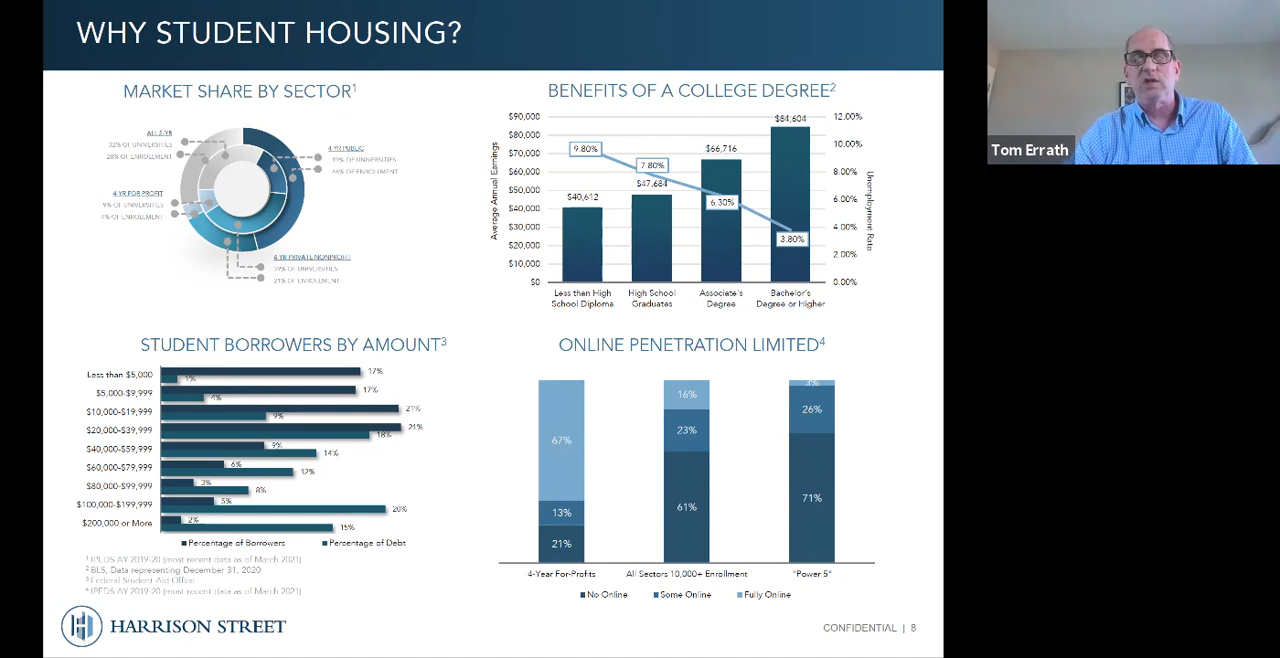 WHY STUDENT HOUSING?
Tom Errath
MARKET SHARE BY SECTOR¹
ALL 2-YR
32% OF UNIVERSITIES
28% OF ENROLLMENT
4-YR PUBLIC
19% OF UNIVERSITIES
46% OF ENROLLMENT
4-YR FOR PROFIT
9% OF UNIVERSITIES
4% OF ENROLLMENT
4-YR PRIVATE NONPROFIT
39% OF UNIVERSITIES
21% OF ENROLLMENT
BENEFITS OF A COLLEGE DEGREE²
Average Annual Earnings
$90,000
$80,000
$70,000
$60,000
$50,000
$40,000
$30,000
$20,000
$10,000
$0
$40,612
$47,684
$66,716
$84,604
9.80%
7.80%
6.30%
3.80%
12.00%
10.00%
8.00%
6.00%
4.00%
2.00%
0.00%
Unemployment Rate
Less than High
School Diploma
High School
Graduates
Associate's
Degree
Bachelor's
Degree or Higher
STUDENT BORROWERS BY AMOUNT³
Less than $5,000
17%
1%
$5,000-$9,999
17%
4%
$10,000-$19,999
21%
9%
$20,000-$39,999
21%
18%
$40,000-$59,999
9%
14%
$60,000-$79,999
6%
12%
$80,000-$99,999
3%
8%
$100,000-$199,999
5%
20%
$200,000 or More
2%
15%
Percentage of Borrowers
Percentage of Debt
ONLINE PENETRATION LIMITED⁴
67%
13%
21%
16%
23%
61%
3%
26%
71%
4-Year For-Profits
All Sectors 10,000+ Enrollment
"Power 5"
No Online
Some Online
Fully Online
¹ IPEDS AY 2019-20 (most recent data as of March 2021)
² BLS, Data representing December 31, 2020
³ Federal Student Aid Office
⁴ IPEDS AY 2019-20 (most recent data as of March 2021)
HARRISON STREET
CONFIDENTIAL | 8